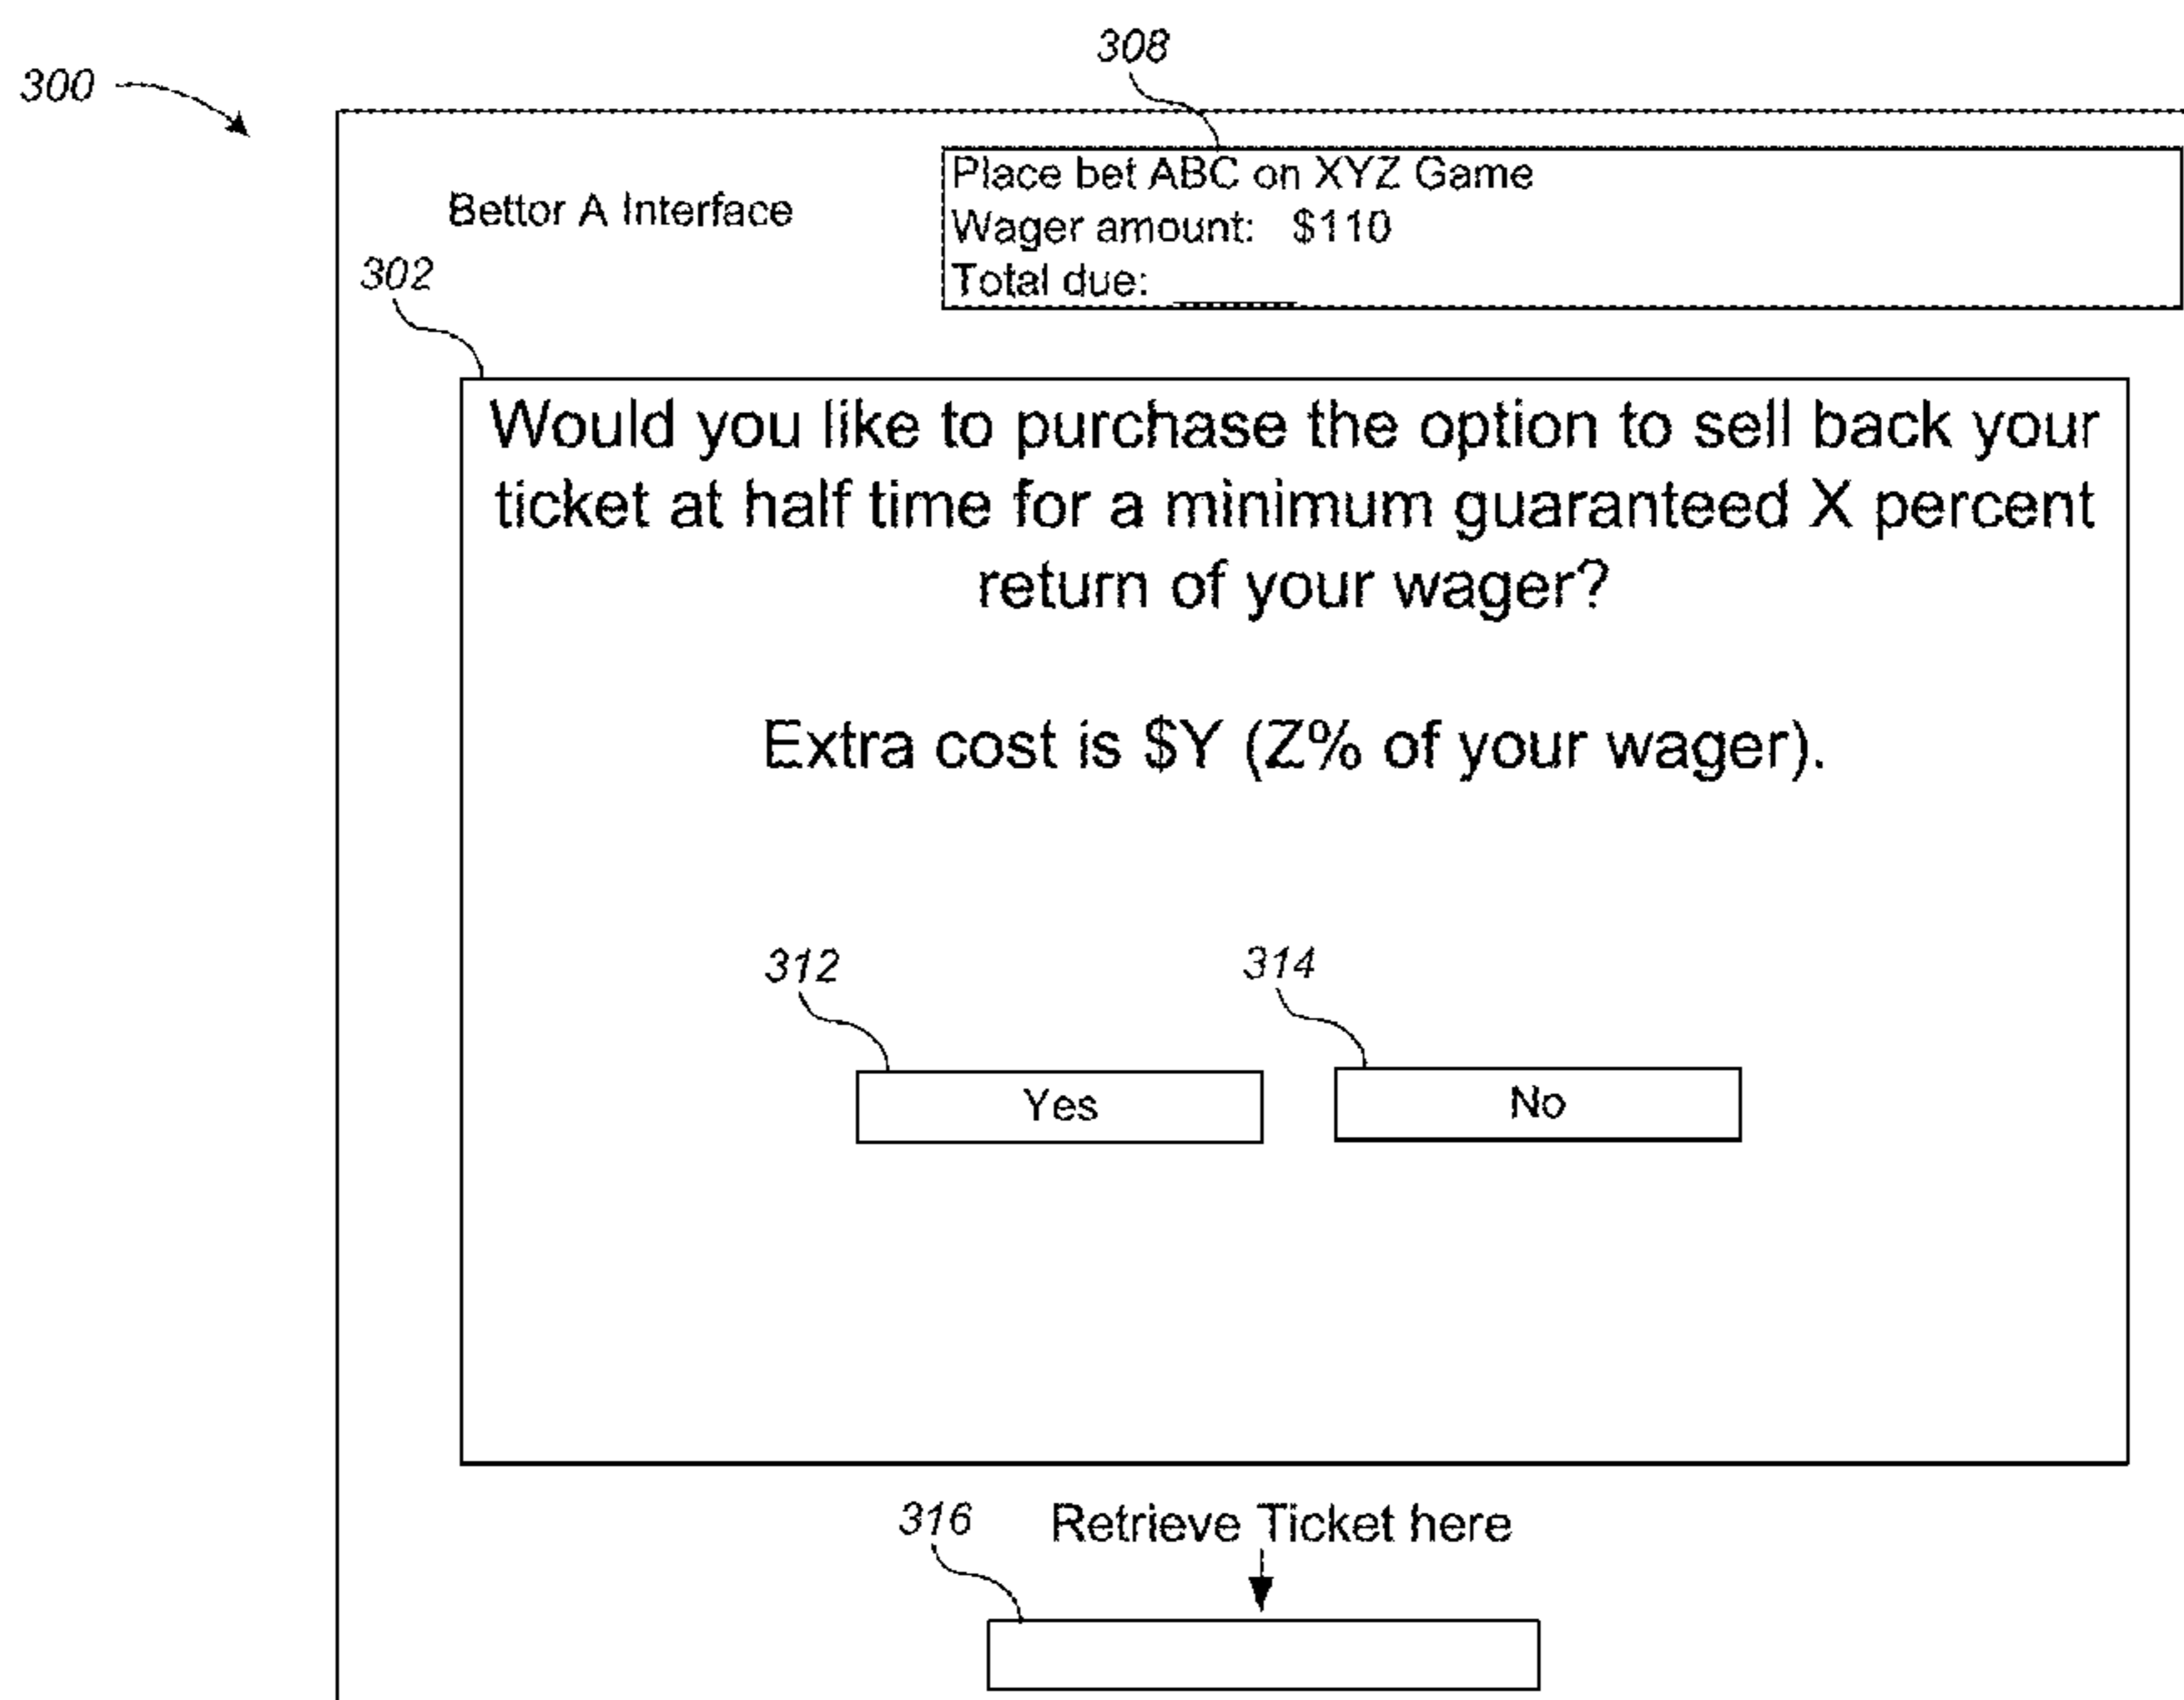 308
300
Place bet ABC on XYZ Game
Bettor A Interface
Wager amount: $110
302
Total due: ______
Would you like to purchase the option to sell back your
ticket at half time for a minimum guaranteed X percent
return of your wager?
Extra cost is $Y (Z% of your wager).
312
314
Yes
No
316
Retrieve Ticket here